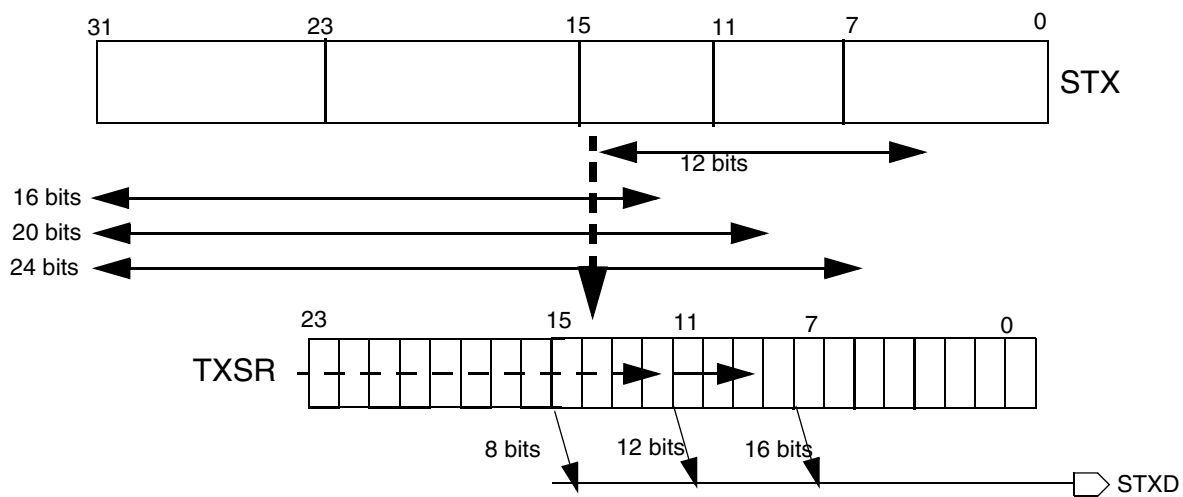 31 23 15 11 7 0
STX
12 bits
16 bits
20 bits
24 bits
23 15 11 7 0
TXSR
8 bits 12 bits 16 bits
STXD